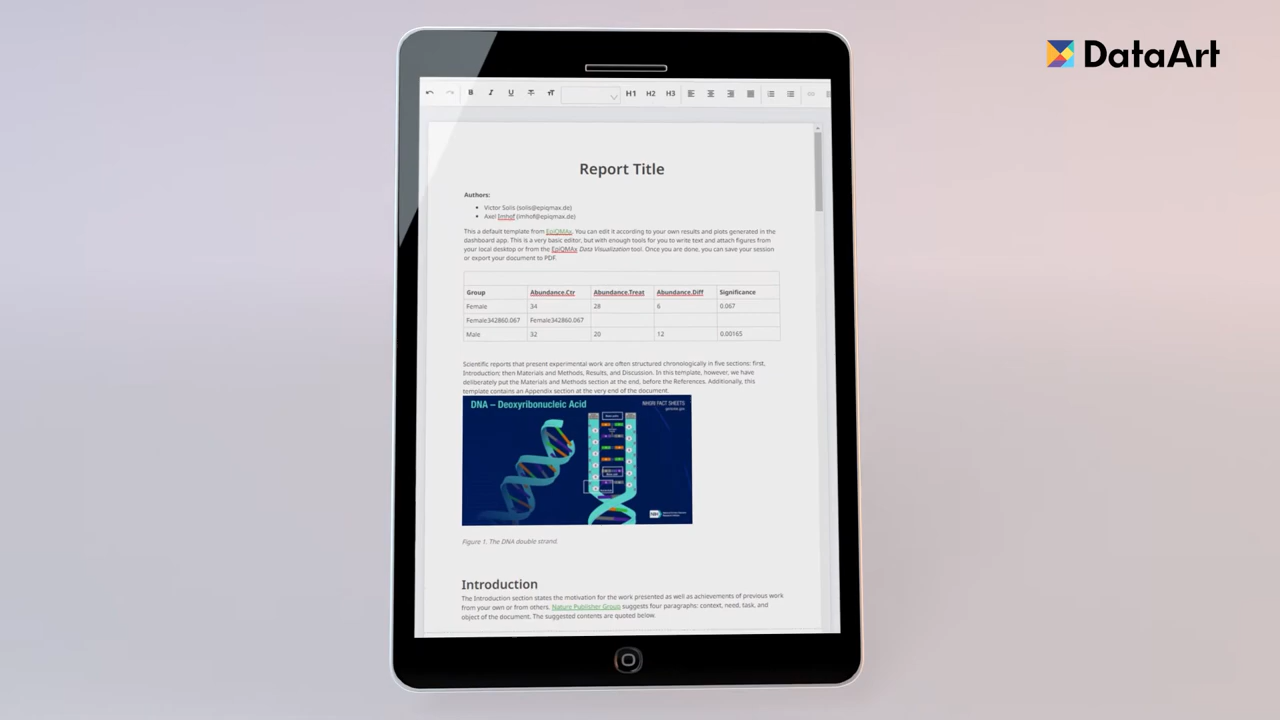 DataArt
B I U T TT H1 H2 H3
Report Title
Authors:
Victor Solis (solis@epiqmax.de)
Axel Imhof (imhof@epiqmax.de)
This a default template from EpiQMAx. You can edit it according to your own results and plots generated in the
dashboard app. This is a very basic editor, but with enough tools for you to write text and attach figures from
your local desktop or from the EpiQMAx Data Visualization tool. Once you are done, you can save your session
or export your document to PDF.
Group Abundance.Ctr Abundance.Treat Abundance.Diff Significance
Female 34 28 6 0.067
Female342860.067 Female342860.067
Male 32 20 12 0.00165
Scientific reports that present experimental work are often structured chronologically in five sections: first,
Introduction; then Materials and Methods, Results, and Discussion. In this template, however, we have
deliberately put the Materials and Methods section at the end, before the References. Additionally, this
template contains an Appendix section at the very end of the document
DNA – Deoxyribonucleic Acid
NHGRI FACT SHEETS
genome.gov
NIH
Figure 1. The DNA double strand.
Introduction
The Introduction section states the motivation for the work presented as well as achievements of previous work
from your own or from others. Nature Publisher Group suggests four paragraphs: context, need, task, and
object of the document. The suggested contents are quoted below.